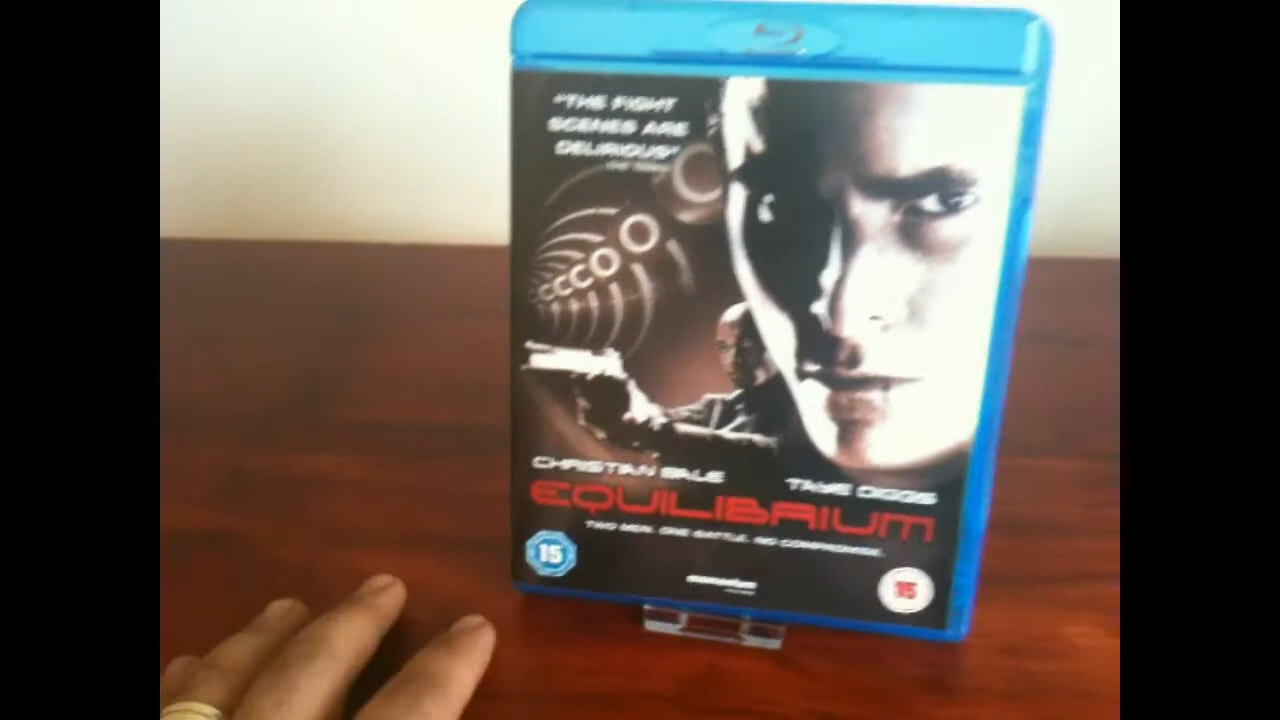 "THE FIGHT
SCENES ARE
DELIRIOUS"
CHRISTIAN BALE
TAYE DIGGS
EQUILIBRIUM
TWO MEN. ONE BATTLE. NO COMPROMISE.
15
15